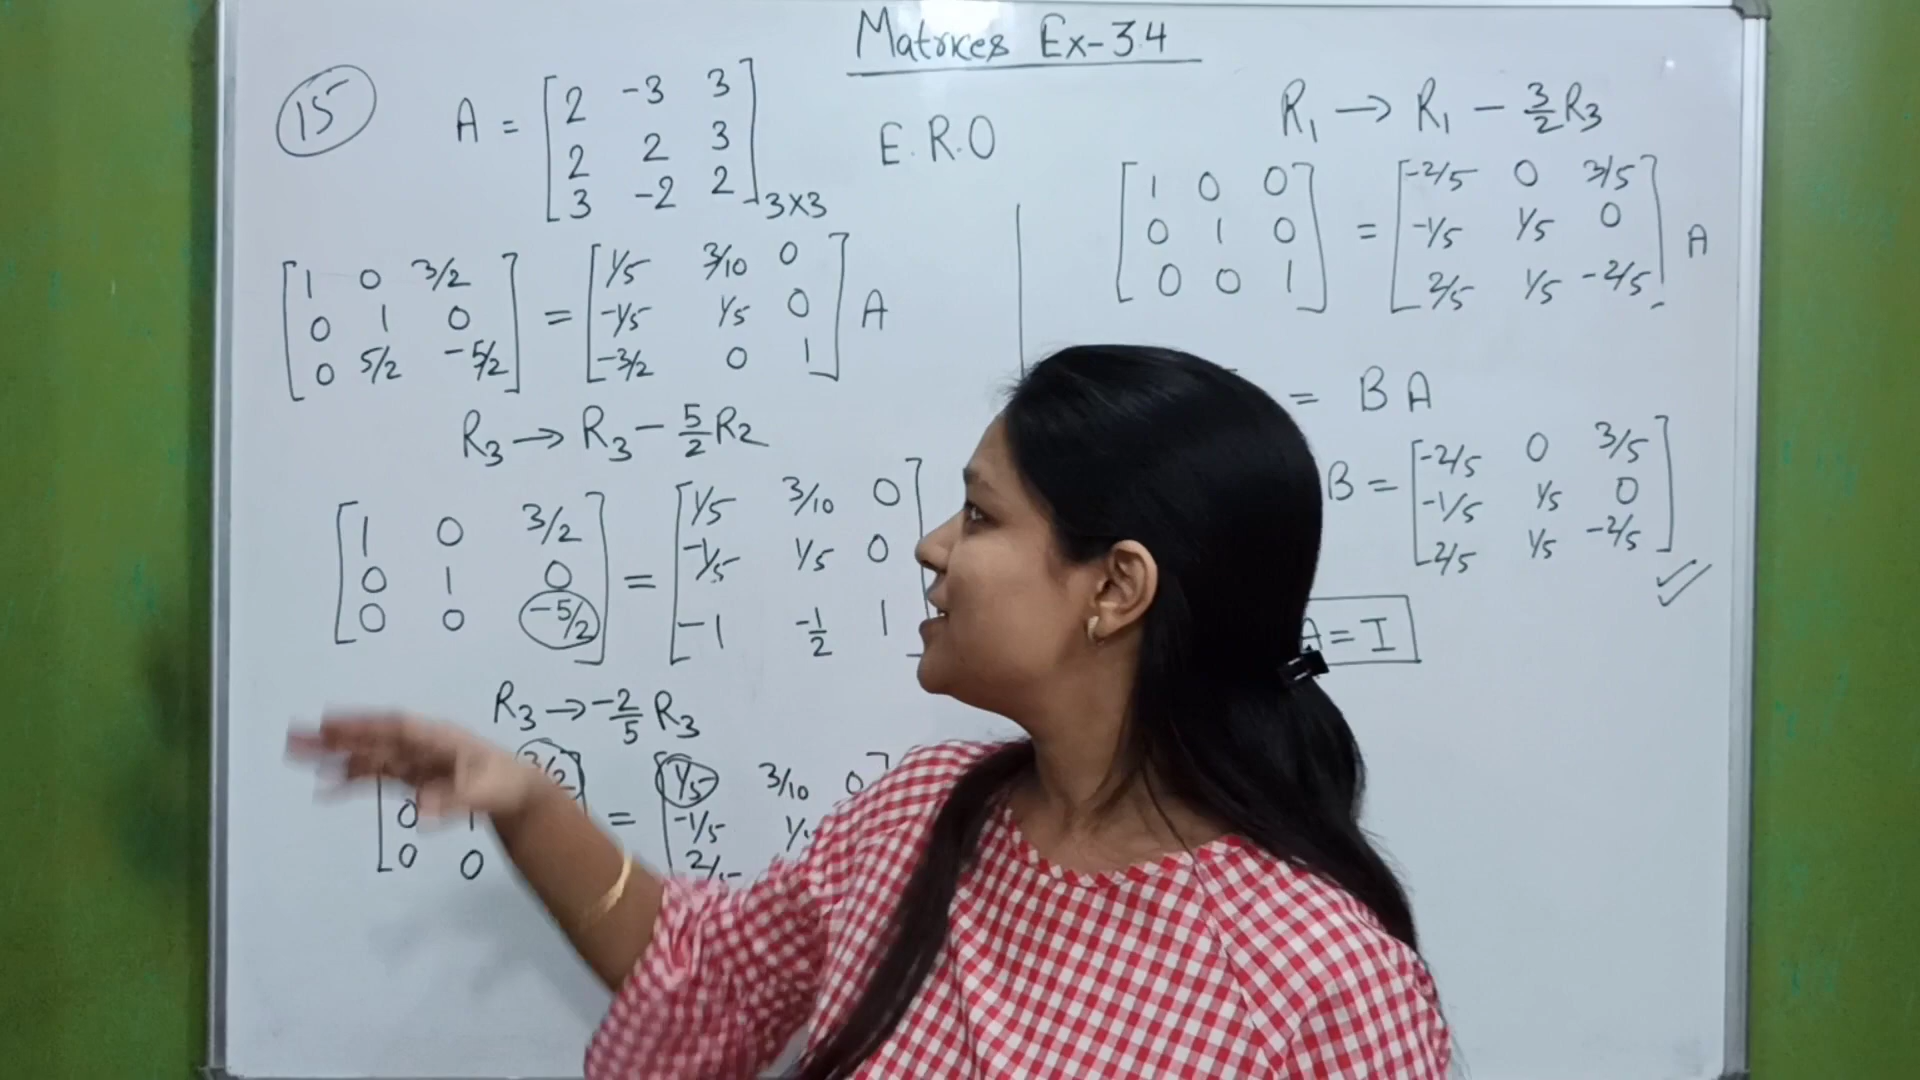 Matrices Ex-3.4
15
A = [2 -3 3
2 2 3
3 -2 2] 3×3
E.R.O
[1 0 3/2
0 1 0
0 5/2 -5/2] = [1/5 3/10 0
-1/5 1/5 0
-3/2 0 1] A
R3 → R3 - 5/2 R2
[1 0 3/2
0 1 0
0 0 -5/2] = [1/5 3/10 0
-1/5 1/5 0
-1 -1/2 1]
R3 → -2/5 R3
3/2] = [1/5 3/10 0]
0 1 -1/5
0 0
R1 → R1 - 3/2 R3
[1 0 0
0 1 0
0 0 1] = [-2/5 0 3/5
-1/5 1/5 0
2/5 1/5 -2/5] A
= BA
B = [-2/5 0 3/5
-1/5 1/5 0
2/5 1/5 -2/5]
A = I